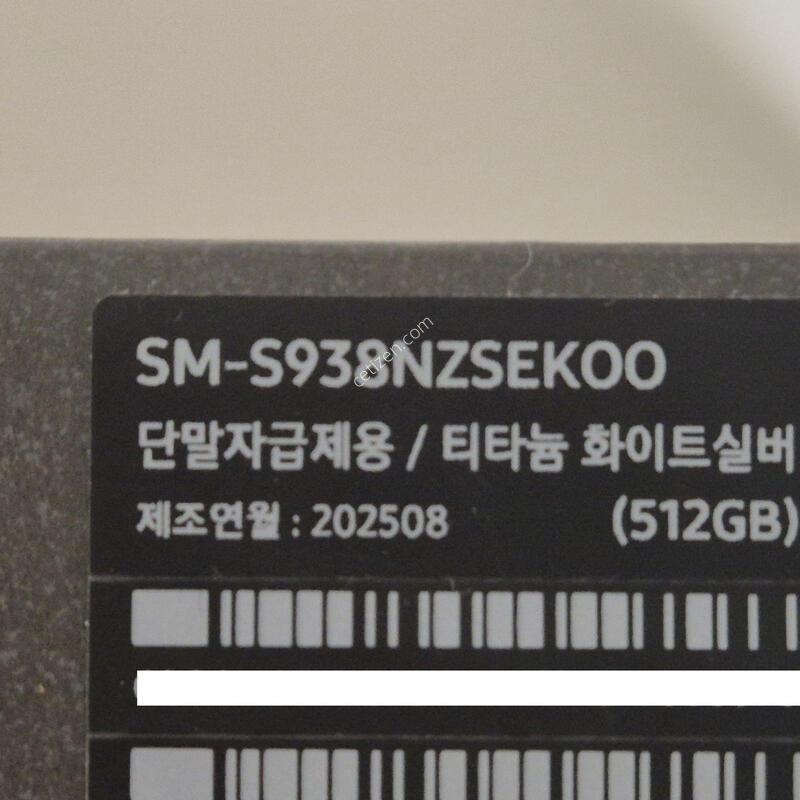 SM-S938NZSEKOO
cetizen.com
단말자급제용 / 티타늄 화이트실버
제조연월 : 202508
(512GB)